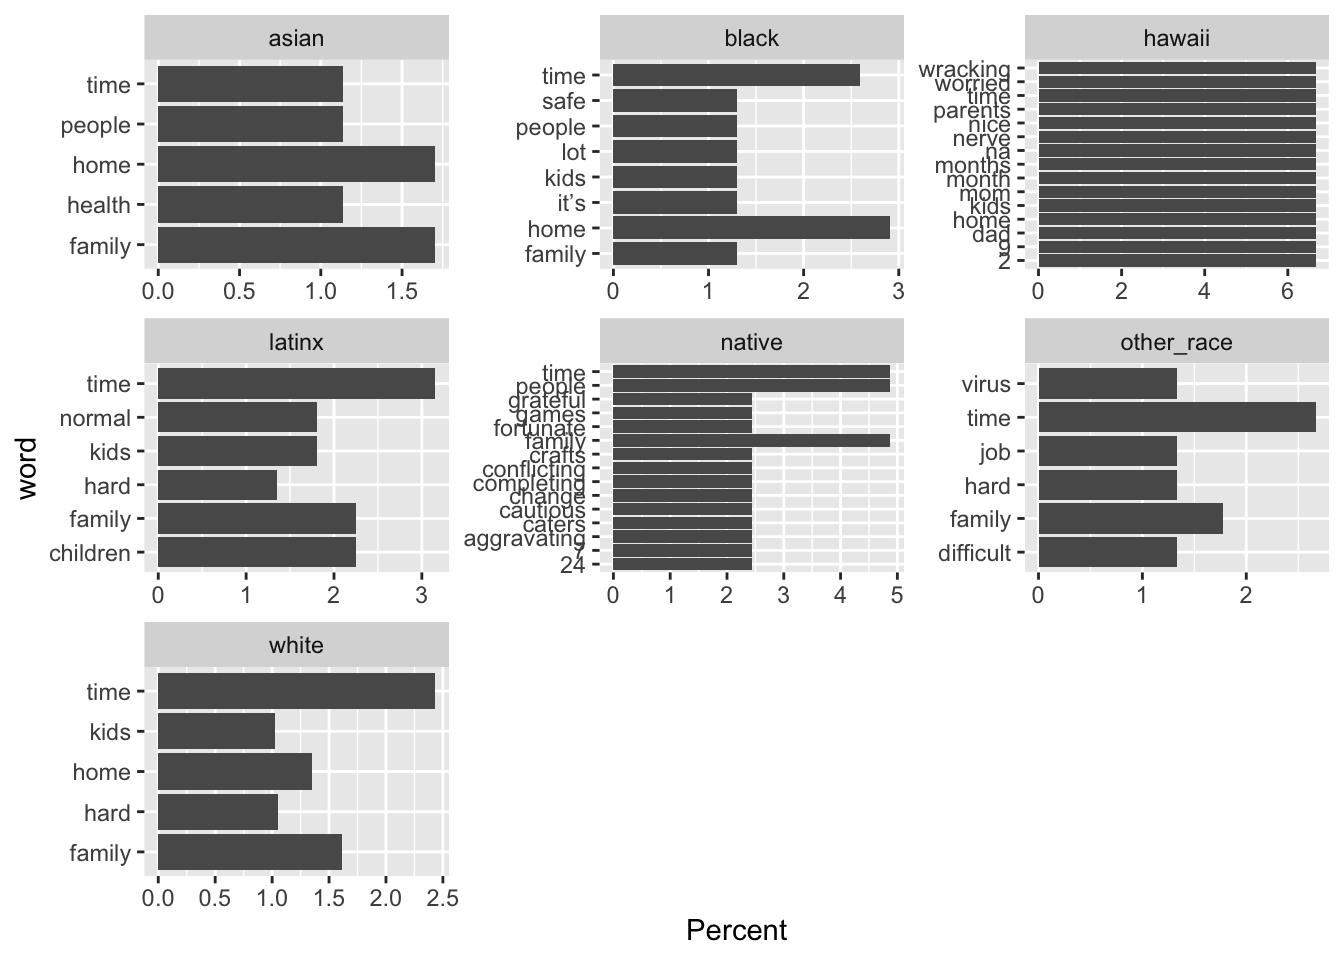 asian
time
people
home
health
family
0.0 0.5 1.0 1.5
black
time
safe
people
lot
kids
it’s
home
family
0 1 2 3
hawaii
wracking
worried
time
parents
nice
nerve
na
months
month
mom
kids
home
dad
9
2
0 2 4 6
word
latinx
time
normal
kids
hard
family
children
0 1 2 3
native
time
people
grateful
games
fortunate
family
crafts
conflicting
completing
change
cautious
caters
aggravating
7
24
0 1 2 3 4 5
other_race
virus
time
job
hard
family
difficult
0 1 2
white
time
kids
home
hard
family
0.0 0.5 1.0 1.5 2.0 2.5
Percent